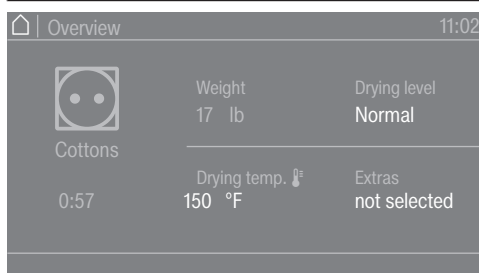 Overview 11:02
Weight Drying level
17 lb Normal
Cottons
Drying temp. Extras
0:57 150 °F not selected